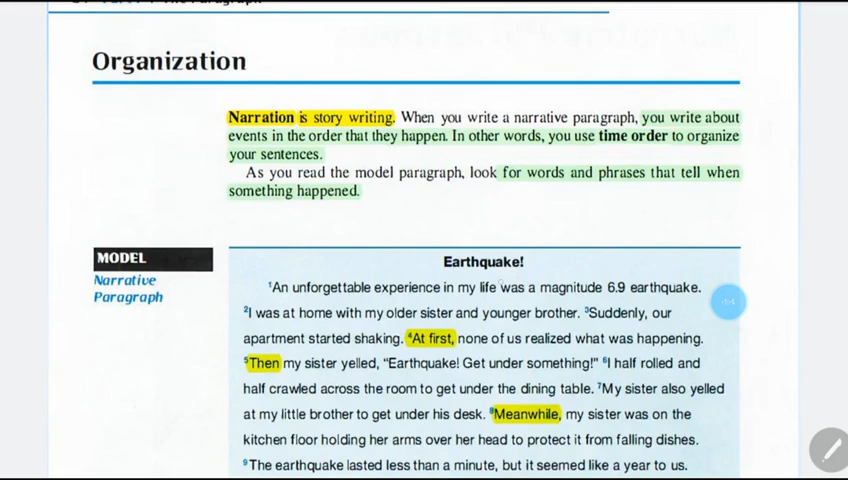 Organization
Narration is story writing. When you write a narrative paragraph, you write about
events in the order that they happen. In other words, you use time order to organize
your sentences.
As you read the model paragraph, look for words and phrases that tell when
something happened.
MODEL
Narrative
Paragraph
Earthquake!
1An unforgettable experience in my life was a magnitude 6.9 earthquake.
2I was at home with my older sister and younger brother. 3Suddenly, our
apartment started shaking. 4At first, none of us realized what was happening.
5Then my sister yelled, “Earthquake! Get under something!” 6I half rolled and
half crawled across the room to get under the dining table. 7My sister also yelled
at my little brother to get under his desk. 8Meanwhile, my sister was on the
kitchen floor holding her arms over her head to protect it from falling dishes.
9The earthquake lasted less than a minute, but it seemed like a year to us.